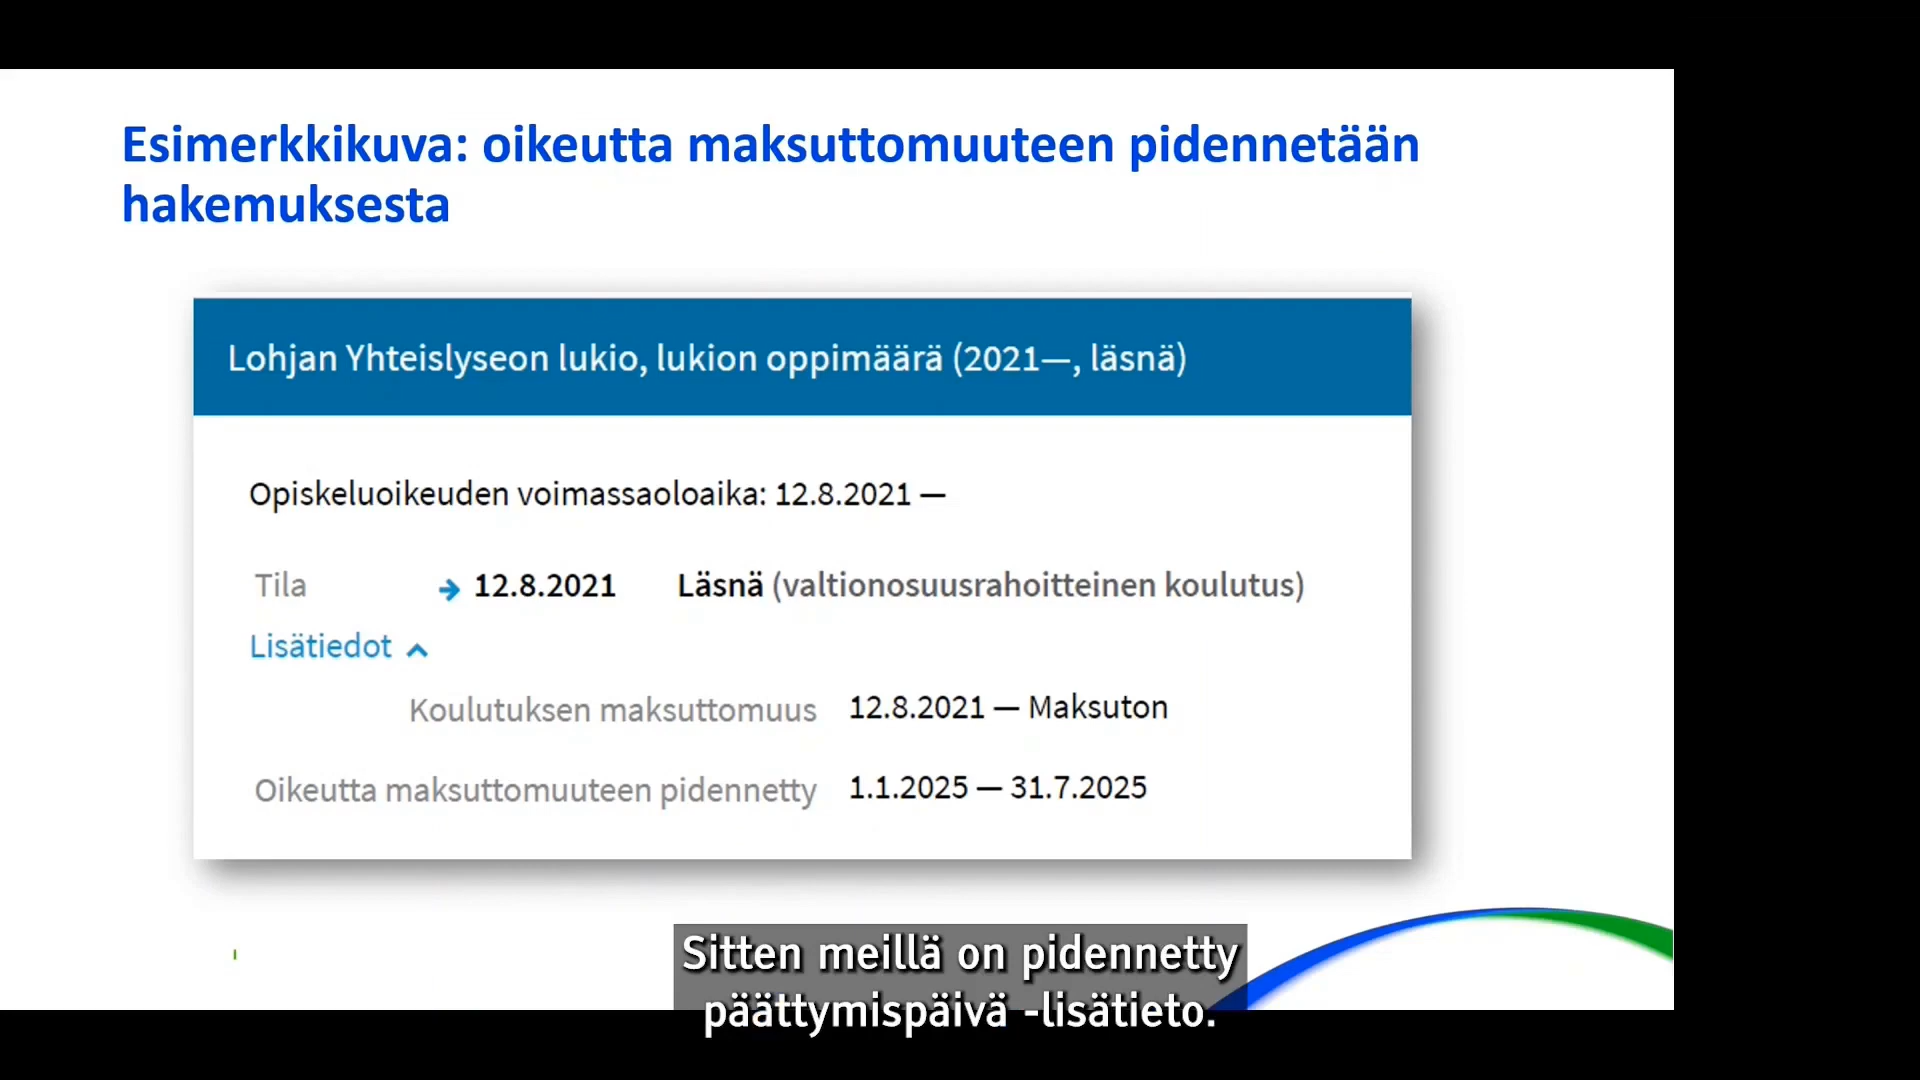 Esimerkkikuva: oikeutta maksuttomuuteen pidennetään
hakemuksesta
Lohjan Yhteislyseon lukio, lukion oppimäärä (2021—, läsnä)
Opiskeluoikeuden voimassaoloaika: 12.8.2021 —
Tila 12.8.2021 Läsnä (valtionosuusrahoitteinen koulutus)
Lisätiedot
Koulutuksen maksuttomuus 12.8.2021 — Maksuton
Oikeutta maksuttomuuteen pidennetty 1.1.2025 — 31.7.2025
Sitten meillä on pidennetty
päättymispäivä -lisätieto.